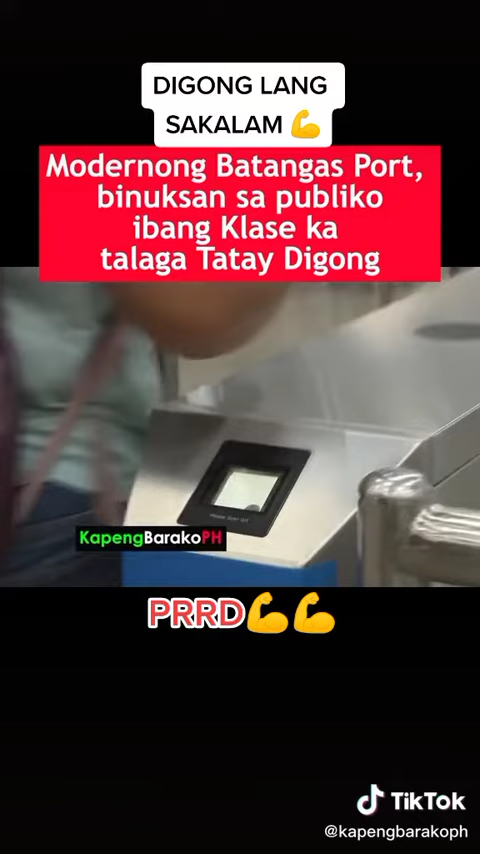 DIGONG LANG
SAKALAM 💪
Modernong Batangas Port,
binuksan sa publiko
ibang Klase ka
talaga Tatay Digong
KapengBarakoPH
PRRD💪💪
TikTok
@kapengbarakoph